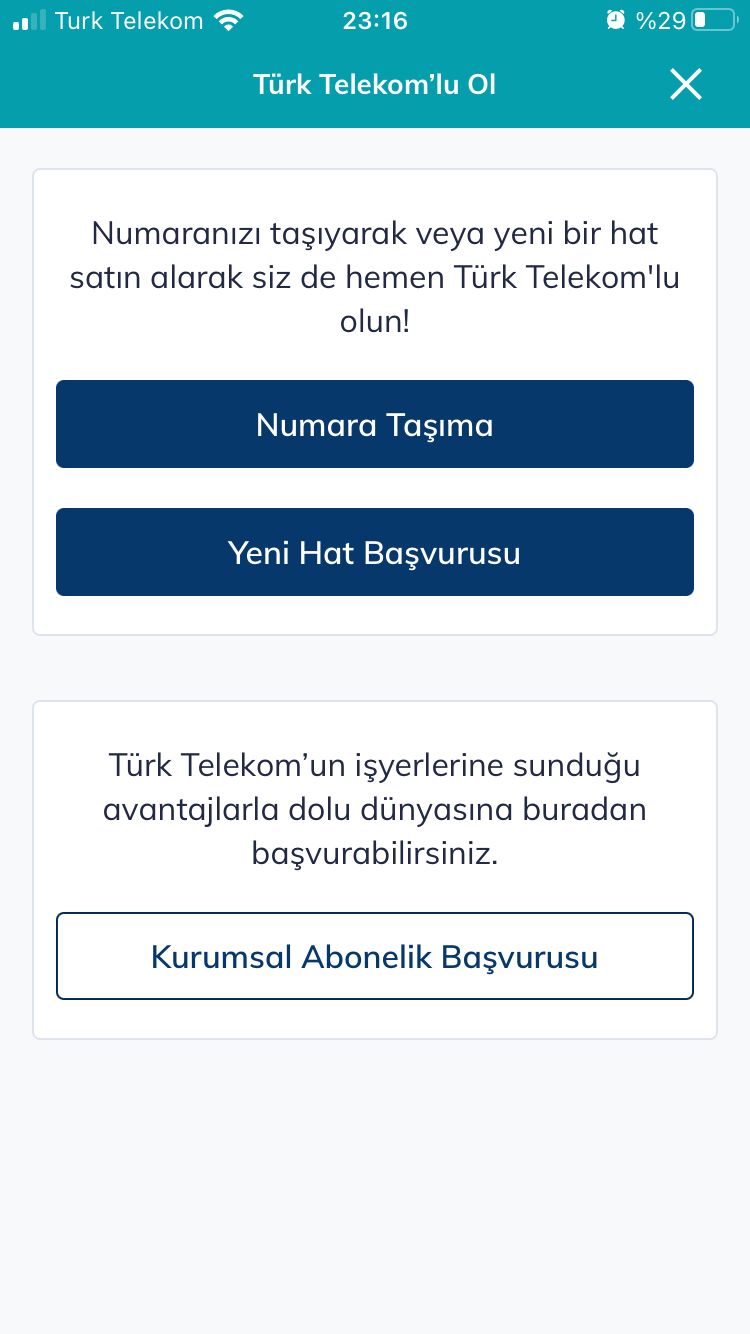 Turk Telekom
23:16
%29
Türk Telekom’lu Ol
Numaranızı taşıyarak veya yeni bir hat
satın alarak siz de hemen Türk Telekom'lu
olun!
Numara Taşıma
Yeni Hat Başvurusu
Türk Telekom’un işyerlerine sunduğu
avantajlarla dolu dünyasına buradan
başvurabilirsiniz.
Kurumsal Abonelik Başvurusu